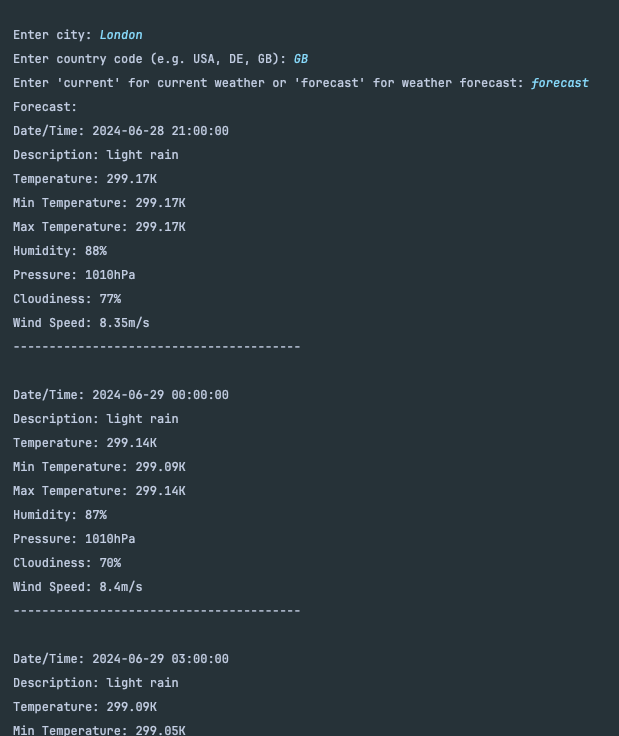 Enter city: London
Enter country code (e.g. USA, DE, GB): GB
Enter 'current' for current weather or 'forecast' for weather forecast: forecast
Forecast:
Date/Time: 2024-06-28 21:00:00
Description: light rain
Temperature: 299.17K
Min Temperature: 299.17K
Max Temperature: 299.17K
Humidity: 88%
Pressure: 1010hPa
Cloudiness: 77%
Wind Speed: 8.35m/s
----------------------------------------
Date/Time: 2024-06-29 00:00:00
Description: light rain
Temperature: 299.14K
Min Temperature: 299.09K
Max Temperature: 299.14K
Humidity: 87%
Pressure: 1010hPa
Cloudiness: 70%
Wind Speed: 8.4m/s
----------------------------------------
Date/Time: 2024-06-29 03:00:00
Description: light rain
Temperature: 299.09K
Min Temperature: 299.05K